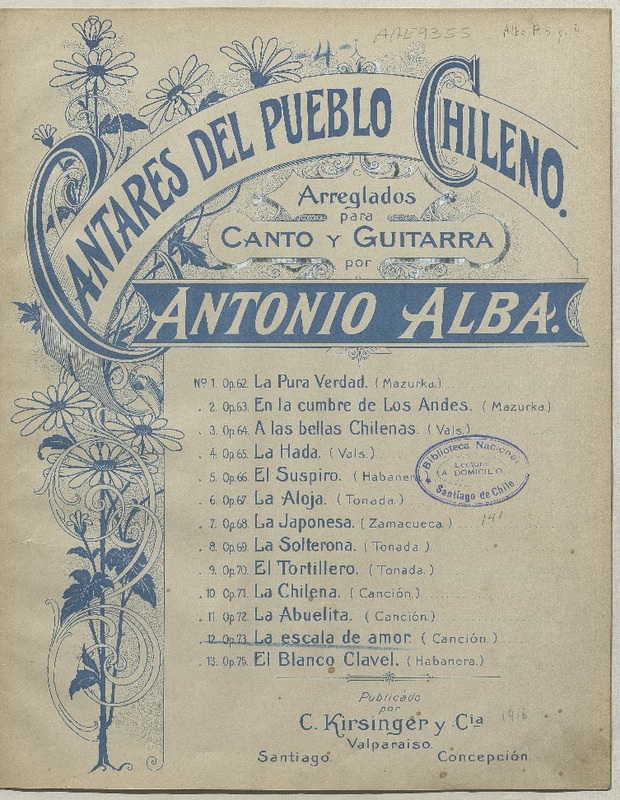 -4-
AAE9355
CANTARES DEL PUEBLO CHILENO.
Arreglados
para
CANTO Y GUITARRA
por
ANTONIO ALBA.
Nº 1 Op.62. La Pura Verdad. (Mazurka.)
" 2. Op.63. En la cumbre de Los Andes. (Mazurka.)
" 3. Op.64. A las bellas Chilenas. (Vals.)
" 4. Op.65. La Hada. (Vals.)
" 5. Op.66. El Suspiro. (Habanera
" 6. Op.67. La Aloja. (Tonada.)
" 7. Op.68. La Japonesa. (Zamacueca.)
" 8. Op.69. La Solterona. (Tonada.)
" 9. Op.70. El Tortillero. (Tonada.)
" 10. Op.71. La Chilena. (Canción.)
" 11. Op.72. La Abuelita. (Canción.)
" 12. Op.73. La escala de amor. (Canción.)
" 13. Op.75. El Blanco Clavel. (Habanera.)
Biblioteca Nacional
Lectura
(A DOMICILIO)
Santiago de Chile
141
Publicado
por
C. Kirsinger y Cia
1916
Valparaiso.
Santiago. Concepción.